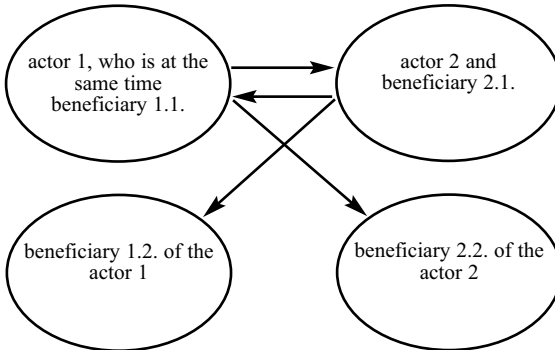 actor 1, who is at the
same time
beneficiary 1.1.
actor 2 and
beneficiary 2.1.
beneficiary 1.2. of the
actor 1
beneficiary 2.2. of the
actor 2